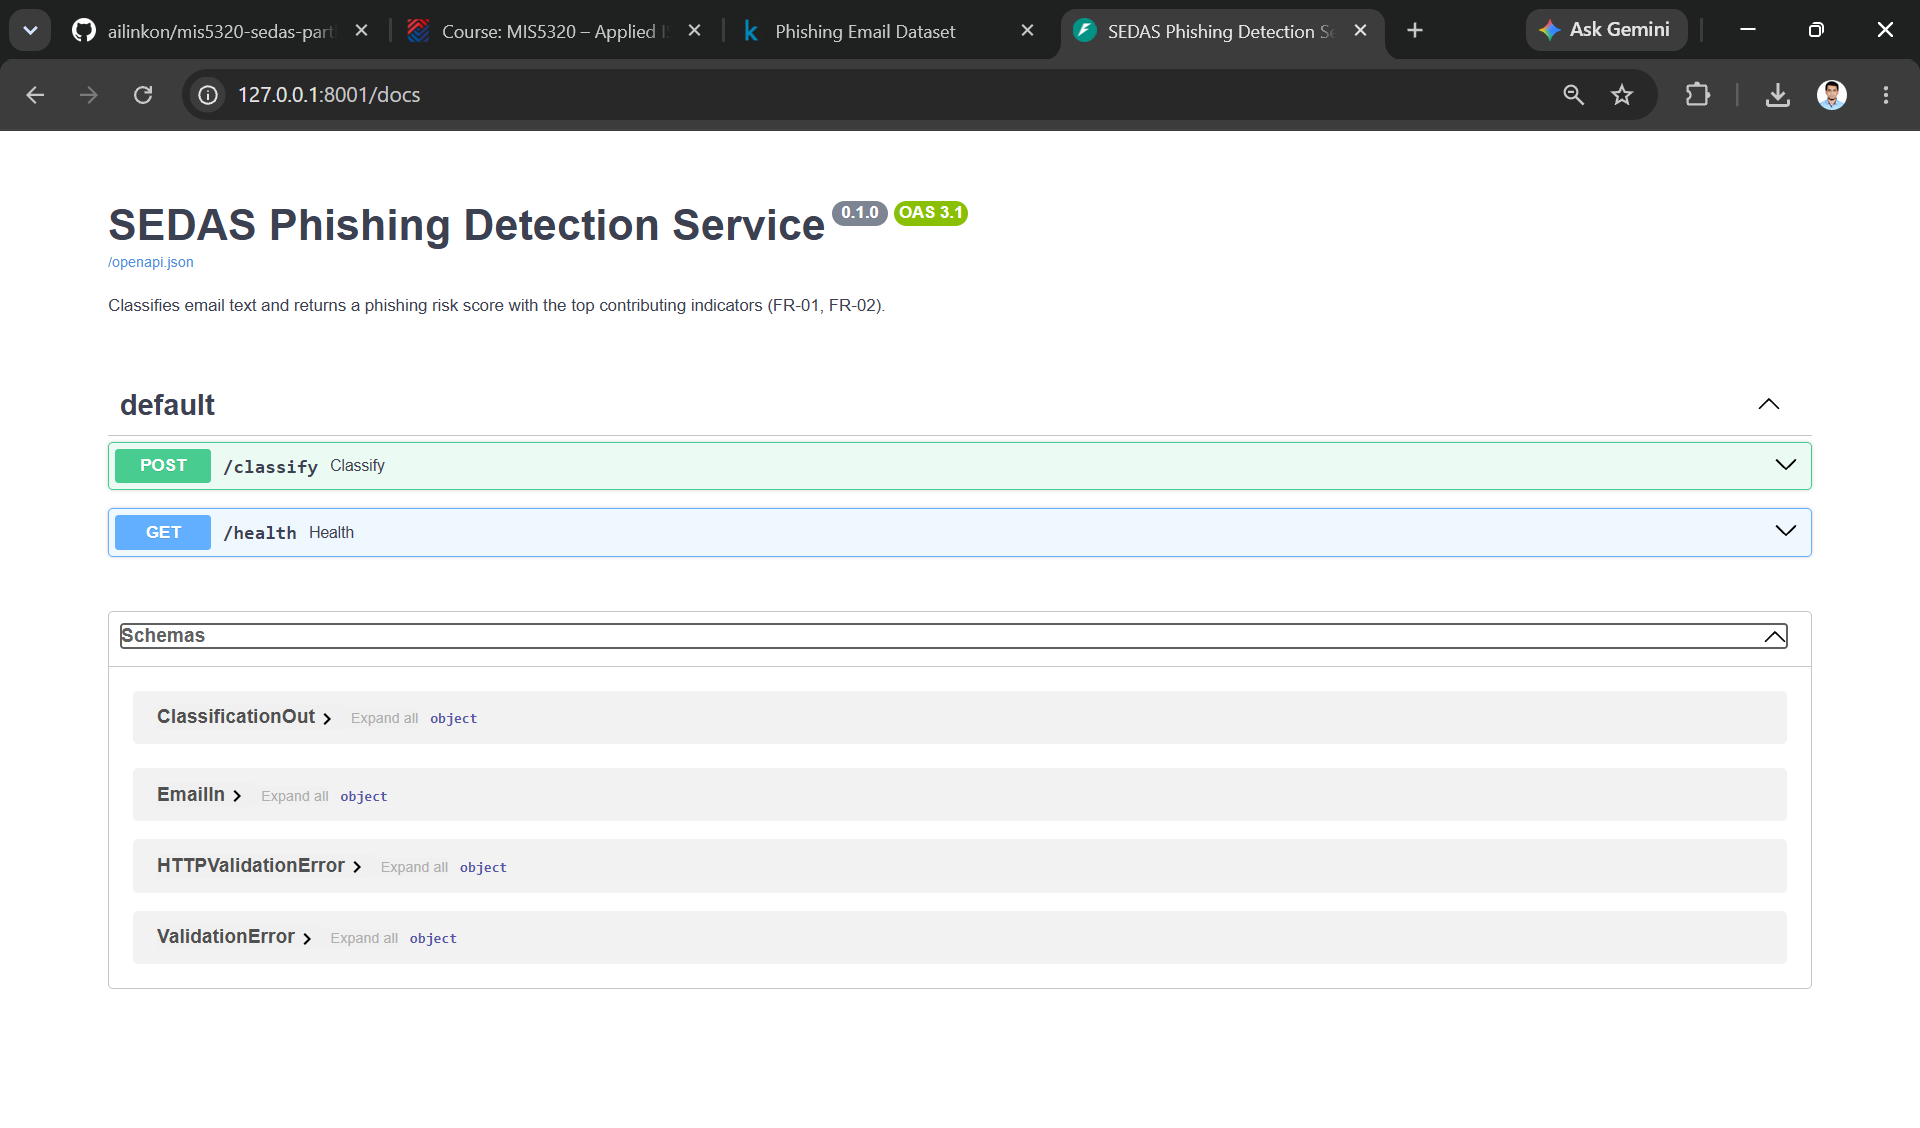 ailinkon/mis5320-sedas-part
Course: MIS5320 – Applied I
Phishing Email Dataset
SEDAS Phishing Detection Se
Ask Gemini
127.0.0.1:8001/docs
SEDAS Phishing Detection Service 0.1.0 OAS 3.1
/openapi.json
Classifies email text and returns a phishing risk score with the top contributing indicators (FR-01, FR-02).
default
POST /classify Classify
GET /health Health
Schemas
ClassificationOut Expand all object
EmailIn Expand all object
HTTPValidationError Expand all object
ValidationError Expand all object